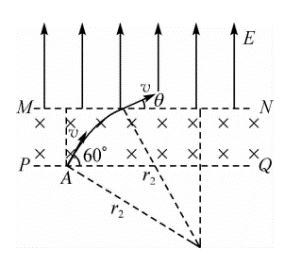 E
v
θ
M
N
× × × × × × × ×
v
60°
× × × × × × ×
P
A
r₂
Q
r₂